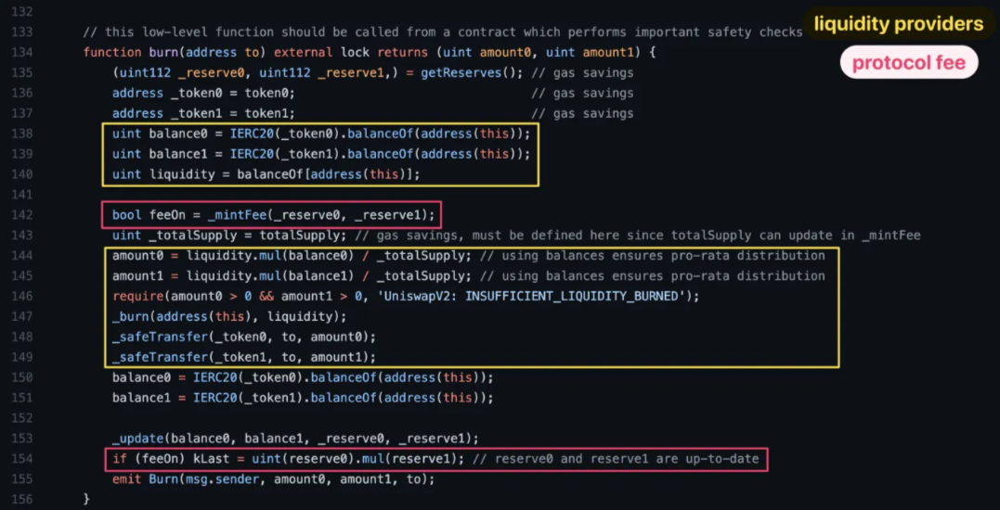 132
133 // this low-level function should be called from a contract which performs important safety checks
liquidity providers
134 function burn(address to) external lock returns (uint amount0, uint amount1) {
protocol fee
135 (uint112 _reserve0, uint112 _reserve1,) = getReserves(); // gas savings
136 address _token0 = token0; // gas savings
137 address _token1 = token1; // gas savings
138 uint balance0 = IERC20(_token0).balanceOf(address(this));
139 uint balance1 = IERC20(_token1).balanceOf(address(this));
140 uint liquidity = balanceOf[address(this)];
141
142 bool feeOn = _mintFee(_reserve0, _reserve1);
143 uint _totalSupply = totalSupply; // gas savings, must be defined here since totalSupply can update in _mintFee
144 amount0 = liquidity.mul(balance0) / _totalSupply; // using balances ensures pro-rata distribution
145 amount1 = liquidity.mul(balance1) / _totalSupply; // using balances ensures pro-rata distribution
146 require(amount0 > 0 && amount1 > 0, 'UniswapV2: INSUFFICIENT_LIQUIDITY_BURNED');
147 _burn(address(this), liquidity);
148 _safeTransfer(_token0, to, amount0);
149 _safeTransfer(_token1, to, amount1);
150 balance0 = IERC20(_token0).balanceOf(address(this));
151 balance1 = IERC20(_token1).balanceOf(address(this));
152
153 _update(balance0, balance1, _reserve0, _reserve1);
154 if (feeOn) kLast = uint(reserve0).mul(reserve1); // reserve0 and reserve1 are up-to-date
155 emit Burn(msg.sender, amount0, amount1, to);
156 }